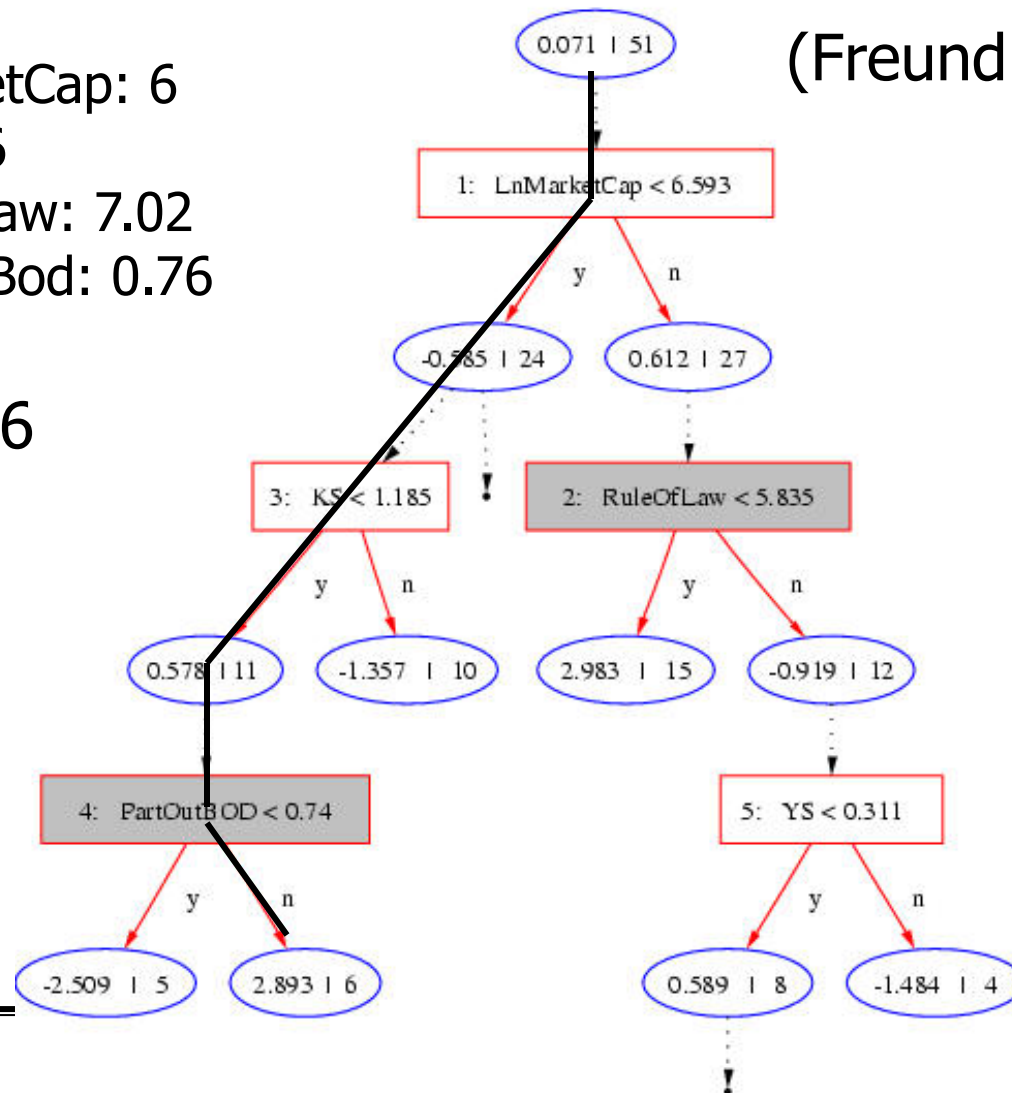 (Freund
etCap: 6
aw: 7.02
Bod: 0.76
6
0.071 | 51
1: LnMarketCap < 6.593
y
n
-0.585 | 24
0.612 | 27
3: KS < 1.185
2: RuleOfLaw < 5.835
y
n
y
n
0.578 | 11
-1.357 | 10
2.983 | 15
-0.919 | 12
4: PartOutBOD < 0.74
5: YS < 0.311
y
n
y
n
-2.509 | 5
2.893 | 6
0.589 | 8
-1.484 | 4